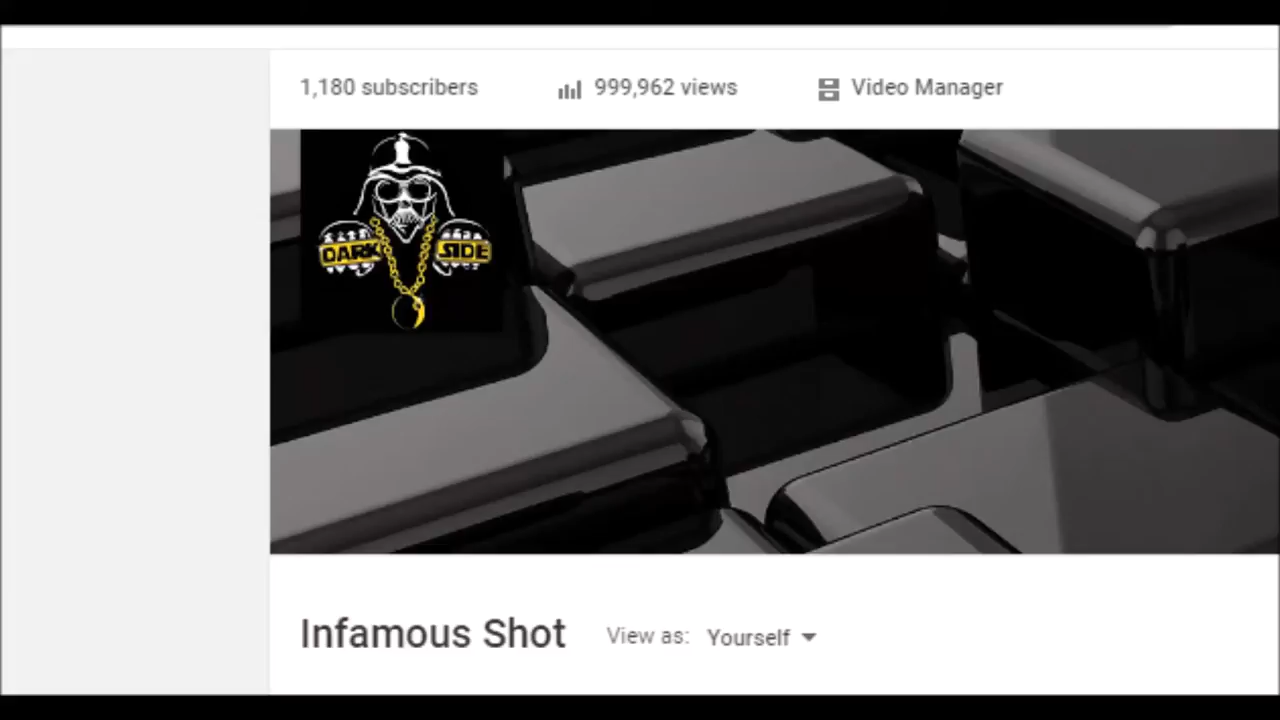 1,180 subscribers 999,962 views Video Manager
DARK SIDE
Infamous Shot View as: Yourself